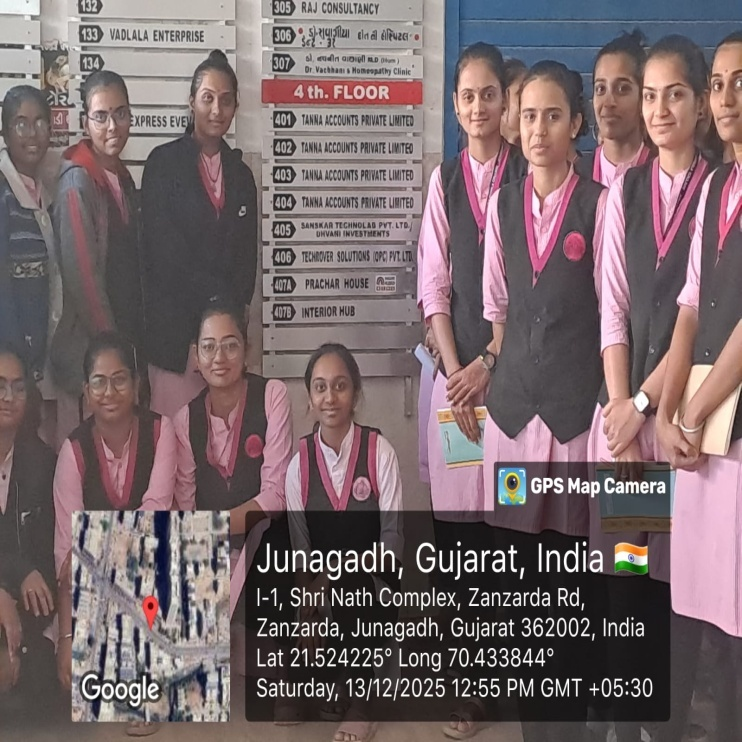 132
133 VADLALA ENTERPRISE
134
EXPRESS
305 RAJ CONSULTANCY
306
307
Dr. Vachhani's Homoeopathy Clinic
4 th. FLOOR
401 TANNA ACCOUNTS PRIVATE LIMITED
402 TANNA ACCOUNTS PRIVATE LIMITED
403 TANNA ACCOUNTS PRIVATE LIMITED
404 TANNA ACCOUNTS PRIVATE LIMITED
405 SANSKAR TECHNOLAB PVT. LTD./
DHVANI INVESTMENTS
406 TECHROVER SOLUTIONS (OPC) PVT. LTD.
407A PRACHAR HOUSE
407B INTERIOR HUB
GPS Map Camera
Junagadh, Gujarat, India
I-1, Shri Nath Complex, Zanzarda Rd,
Zanzarda, Junagadh, Gujarat 362002, India
Lat 21.524225° Long 70.433844°
Saturday, 13/12/2025 12:55 PM GMT +05:30
Google